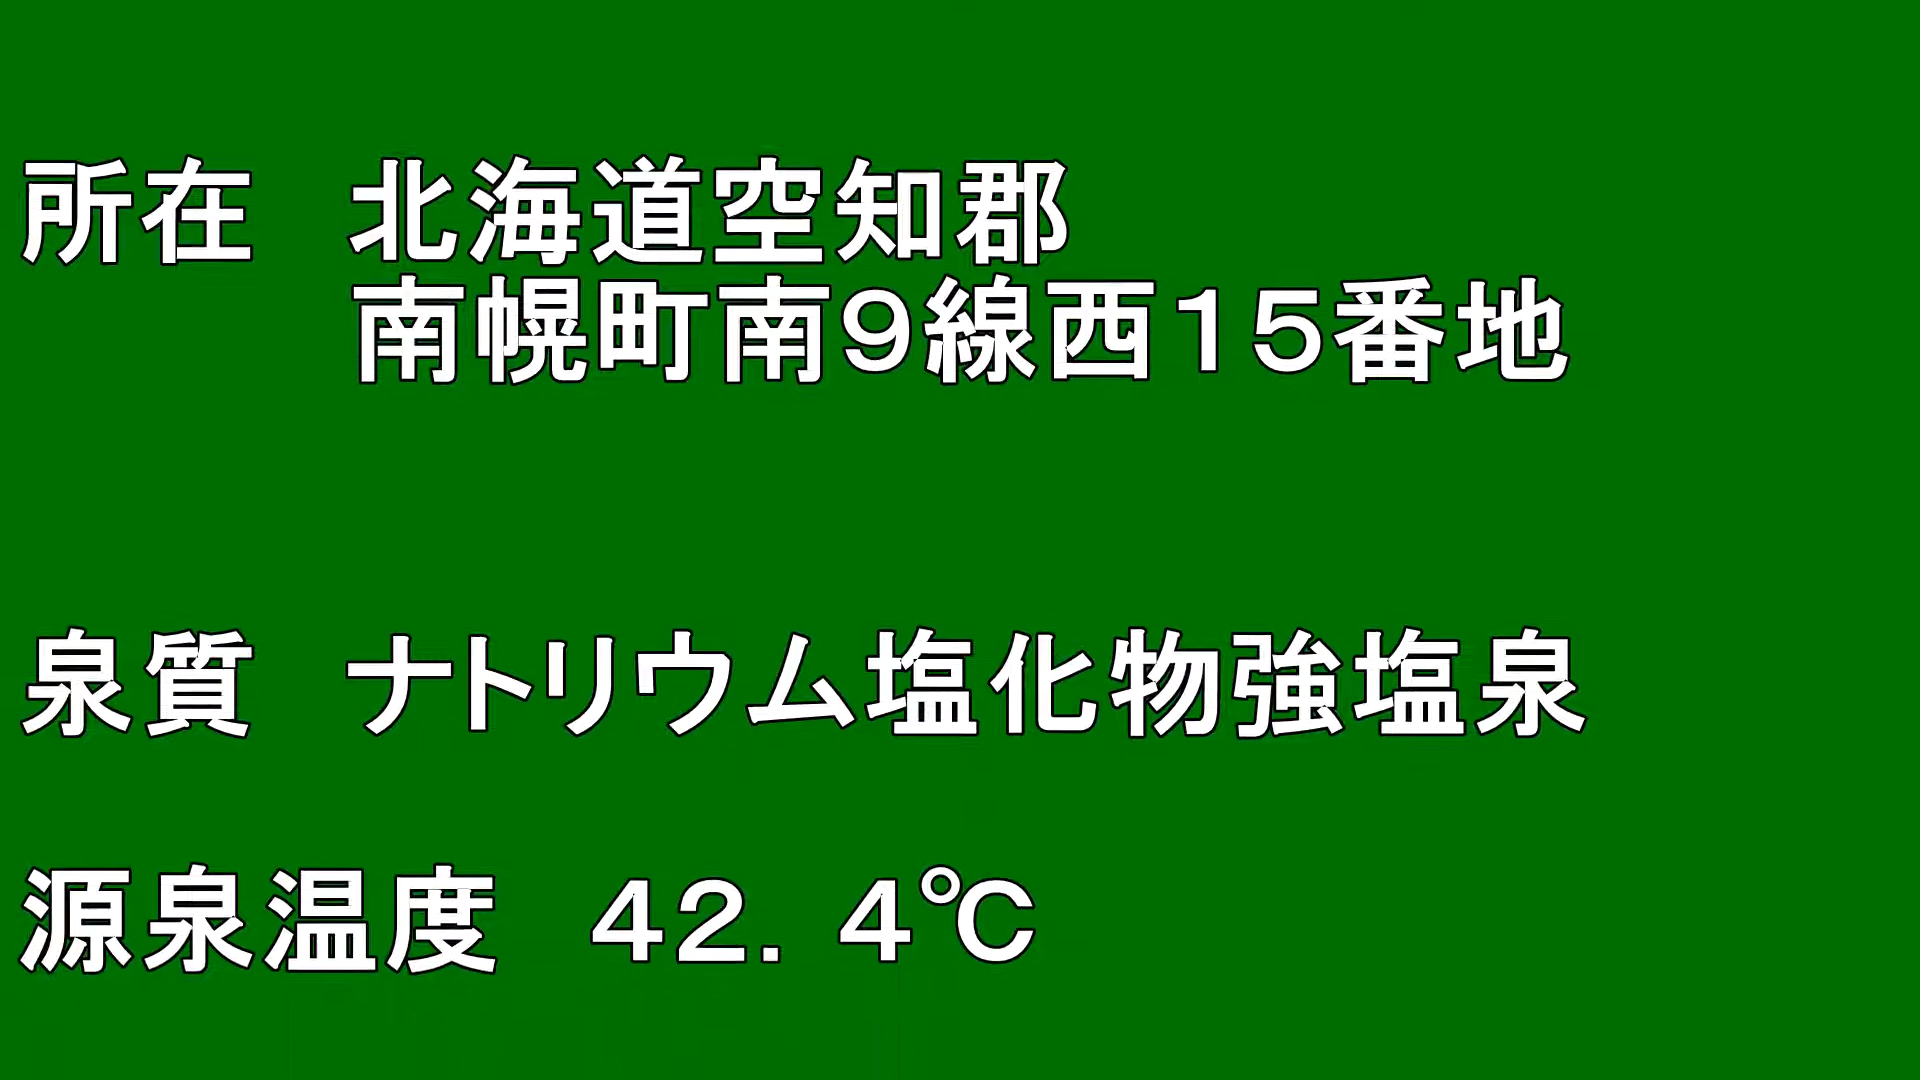 所在　北海道空知郡
南幌町南９線西１５番地
泉質　ナトリウム塩化物強塩泉
源泉温度　４２．４℃